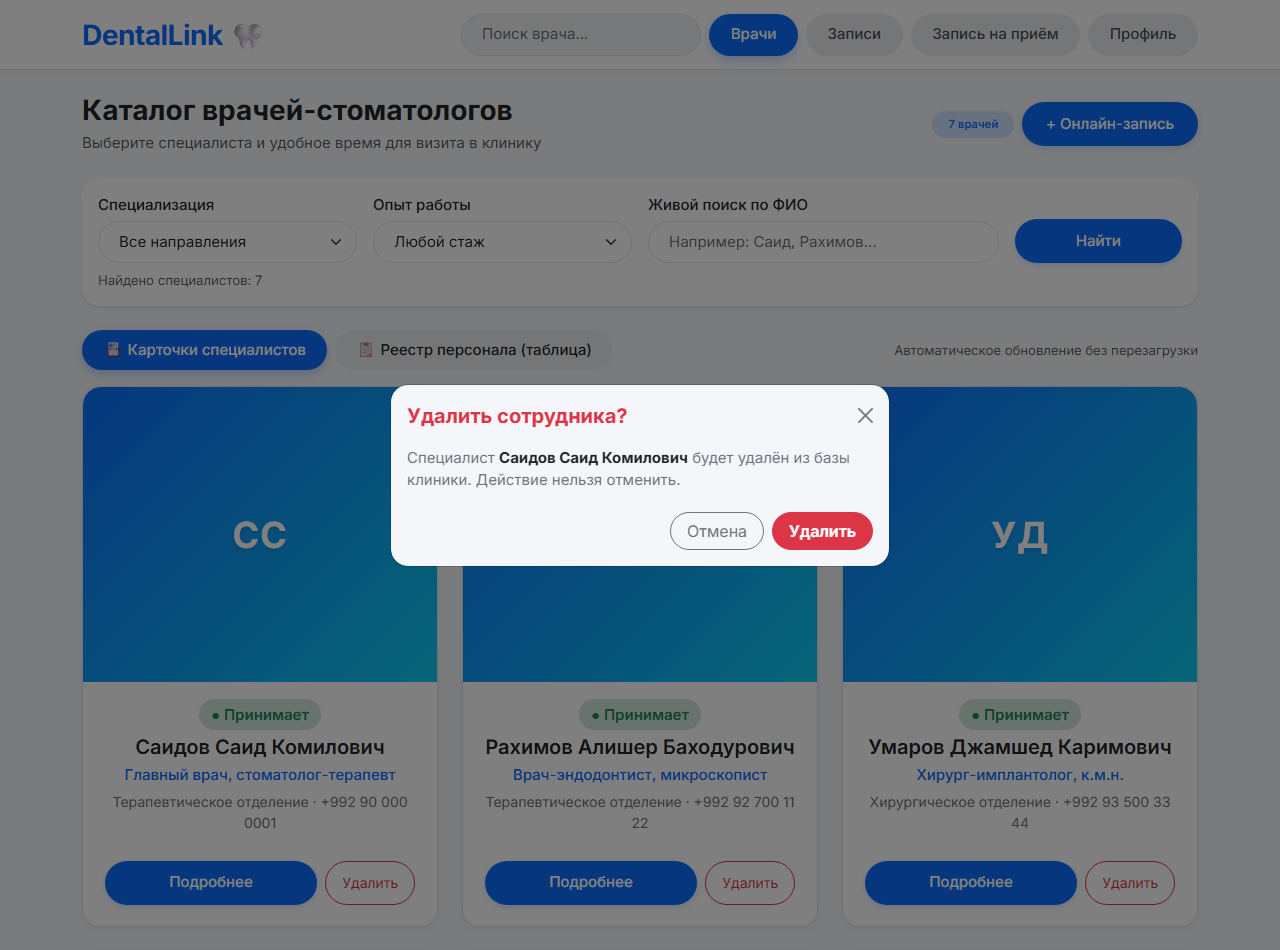 DentalLink
Поиск врача...
Врачи
Записи
Запись на приём
Профиль
Каталог врачей-стоматологов
Выберите специалиста и удобное время для визита в клинику
7 врачей
+ Онлайн-запись
Специализация
Опыт работы
Живой поиск по ФИО
Все направления
Любой стаж
Например: Саид, Рахимов...
Найти
Найдено специалистов: 7
Карточки специалистов
Реестр персонала (таблица)
Автоматическое обновление без перезагрузки
Удалить сотрудника?
Специалист Саидов Саид Комилович будет удалён из базы
клиники. Действие нельзя отменить.
Отмена
Удалить
СС
УД
● Принимает
Саидов Саид Комилович
Главный врач, стоматолог-терапевт
Терапевтическое отделение · +992 90 000
0001
Подробнее
Удалить
● Принимает
Рахимов Алишер Баходурович
Врач-эндодонтист, микроскопист
Терапевтическое отделение · +992 92 700 11
22
Подробнее
Удалить
● Принимает
Умаров Джамшед Каримович
Хирург-имплантолог, к.м.н.
Хирургическое отделение · +992 93 500 33
44
Подробнее
Удалить